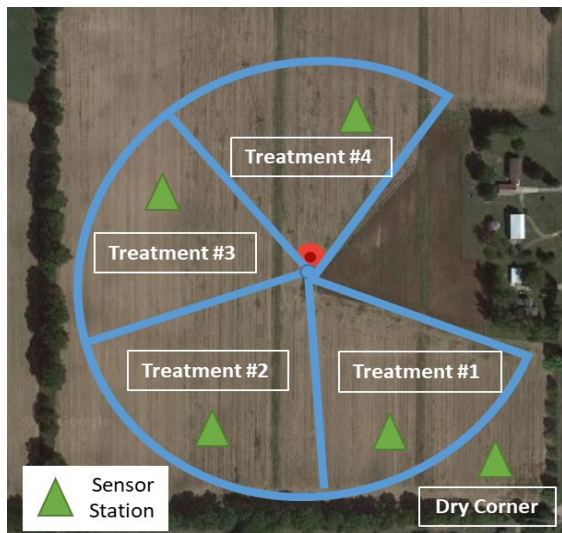 Treatment #4
Treatment #3
Treatment #2
Treatment #1
Sensor
Station
Dry Corner